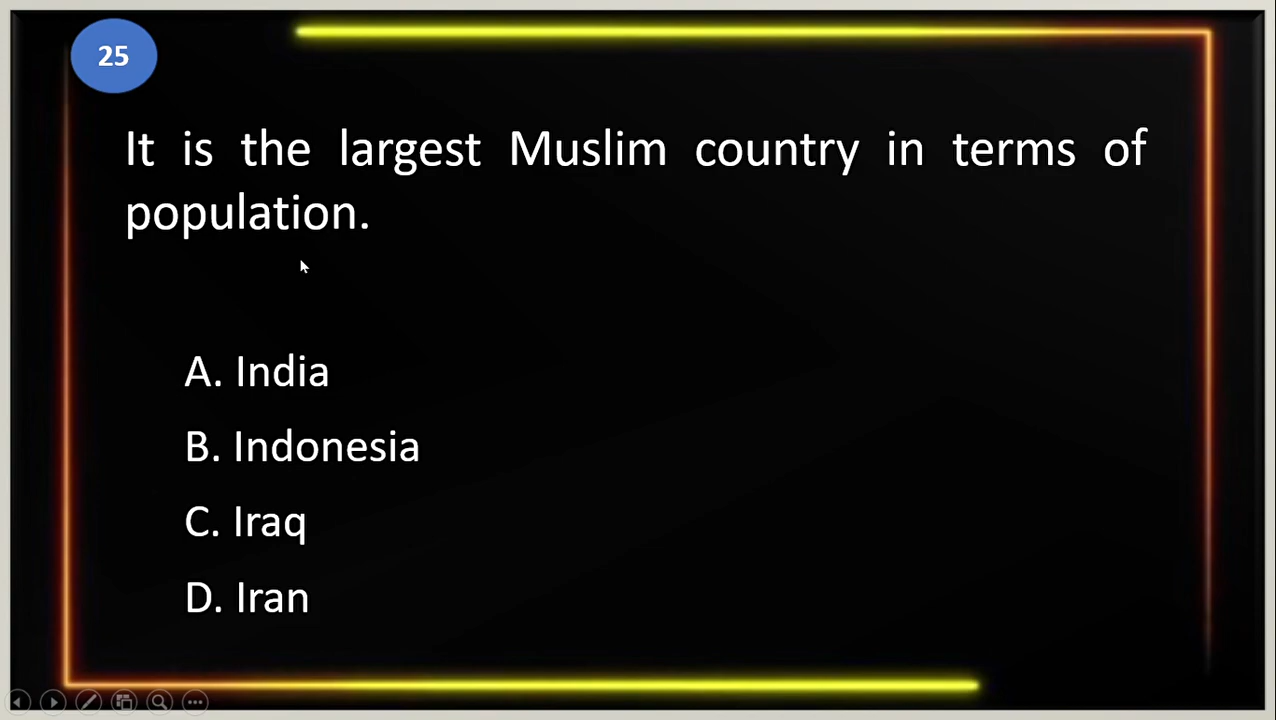 25
It is the largest Muslim country in terms of
population.
A. India
B. Indonesia
C. Iraq
D. Iran